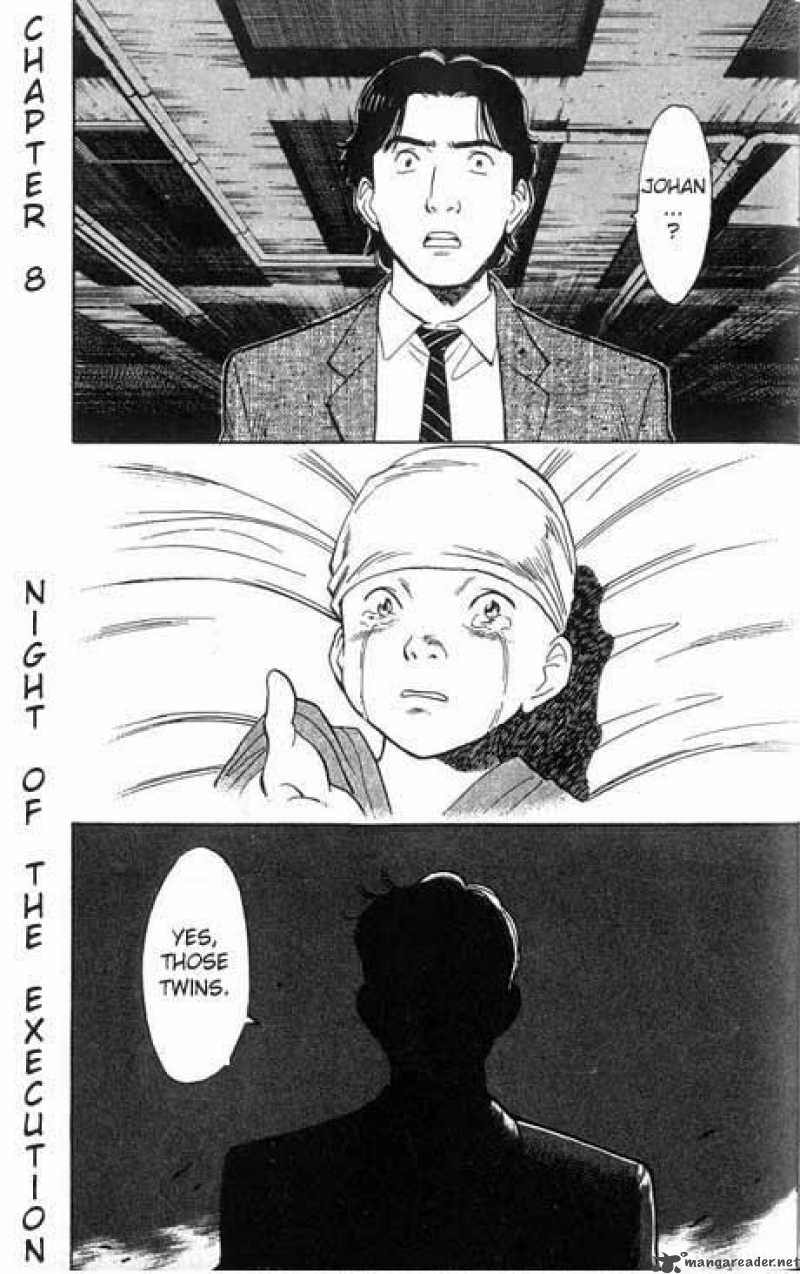 CHAPTER 8
JOHAN
...
?
NIGHT OF THE EXECUTION
YES,
THOSE
TWINS.
mangareader.net